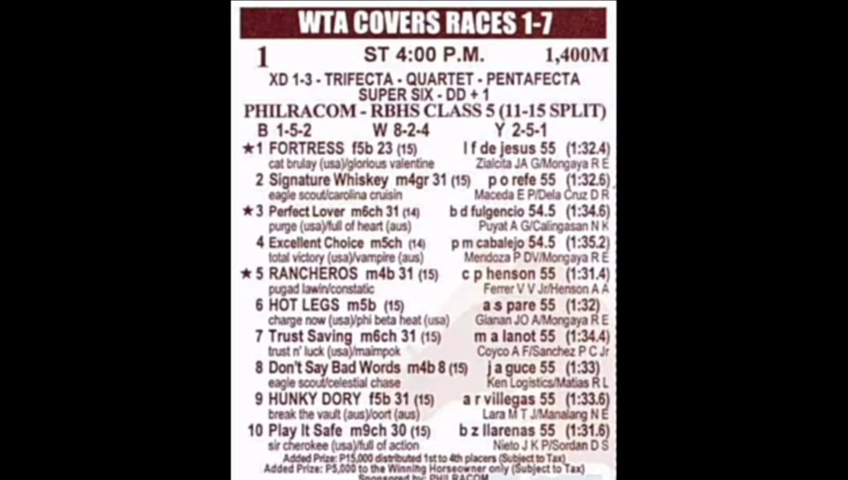 WTA COVERS RACES 1-7
1 ST 4:00 P.M. 1,400M
XD 1-3 - TRIFECTA - QUARTET - PENTAFECTA
SUPER SIX - DD + 1
PHILRACOM - RBHS CLASS 5 (11-15 SPLIT)
B 1-5-2 W 8-2-4 Y 2-5-1
★1 FORTRESS f5b 23 (15) l f de jesus 55 (1:32.4)
cat brulay (usa)/glorious valentine Zialcita JA G/Mongaya R E
2 Signature Whiskey m4gr 31 (15) p o refe 55 (1:32.6)
eagle scout/carolina cruisin Maceda E P/Dela Cruz D R
★3 Perfect Lover m6ch 31 (14) b d fulgencio 54.5 (1:34.6)
purge (usa)/full of heart (aus) Puyat A G/Calingasan N K
4 Excellent Choice m5ch (14) p m cabalejo 54.5 (1:35.2)
total victory (usa)/vampire (aus) Mendoza P DV/Mongaya R E
★5 RANCHEROS m4b 31 (15) c p henson 55 (1:31.4)
pugad lawin/constatic Ferrer V V Jr/Henson A A
6 HOT LEGS m5b (15) a s pare 55 (1:32)
charge now (usa)/phi beta heat (usa) Gianan JO A/Mongaya R E
7 Trust Saving m6ch 31 (15) m a lanot 55 (1:34.4)
trust n' luck (usa)/maimpok Coyco A F/Sanchez P C Jr
8 Don't Say Bad Words m4b 8 (15) j a guce 55 (1:33)
eagle scout/celestial chase Ken Logistics/Matias R L
9 HUNKY DORY f5b 31 (15) a r villegas 55 (1:33.6)
break the vault (aus)/oort (aus) Lara M T J/Manalang N E
10 Play It Safe m9ch 30 (15) b z llarenas 55 (1:31.6)
sir cherokee (usa)/full of action Nieto J K P/Sordan D S
Added Prize: P15,000 distributed 1st to 4th placers (Subject to Tax)
Added Prize: P5,000 to the Winning Horseowner only (Subject to Tax)
Sponsored by: PHILRACOM